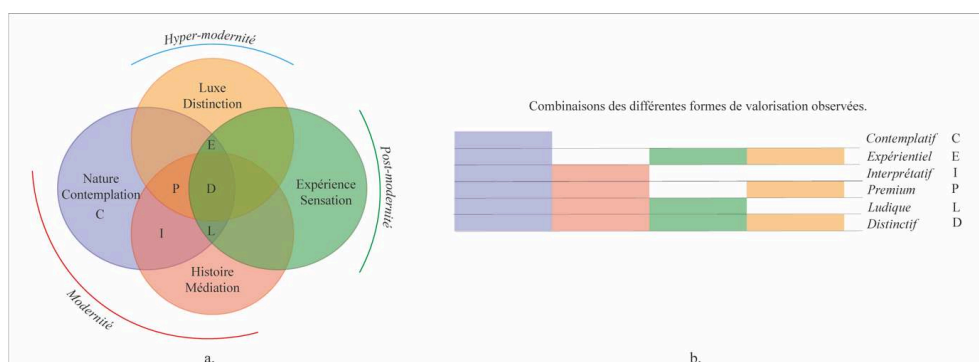 Hyper-modernité
Luxe
Distinction
E
Nature
Contemplation
C
P
D
Expérience
Sensation
Post-modernité
I
L
Histoire
Médiation
Modernité
a.
Combinaisons des différentes formes de valorisation observées.
Contemplatif C
Expérientiel E
Interprétatif I
Premium P
Ludique L
Distinctif D
b.